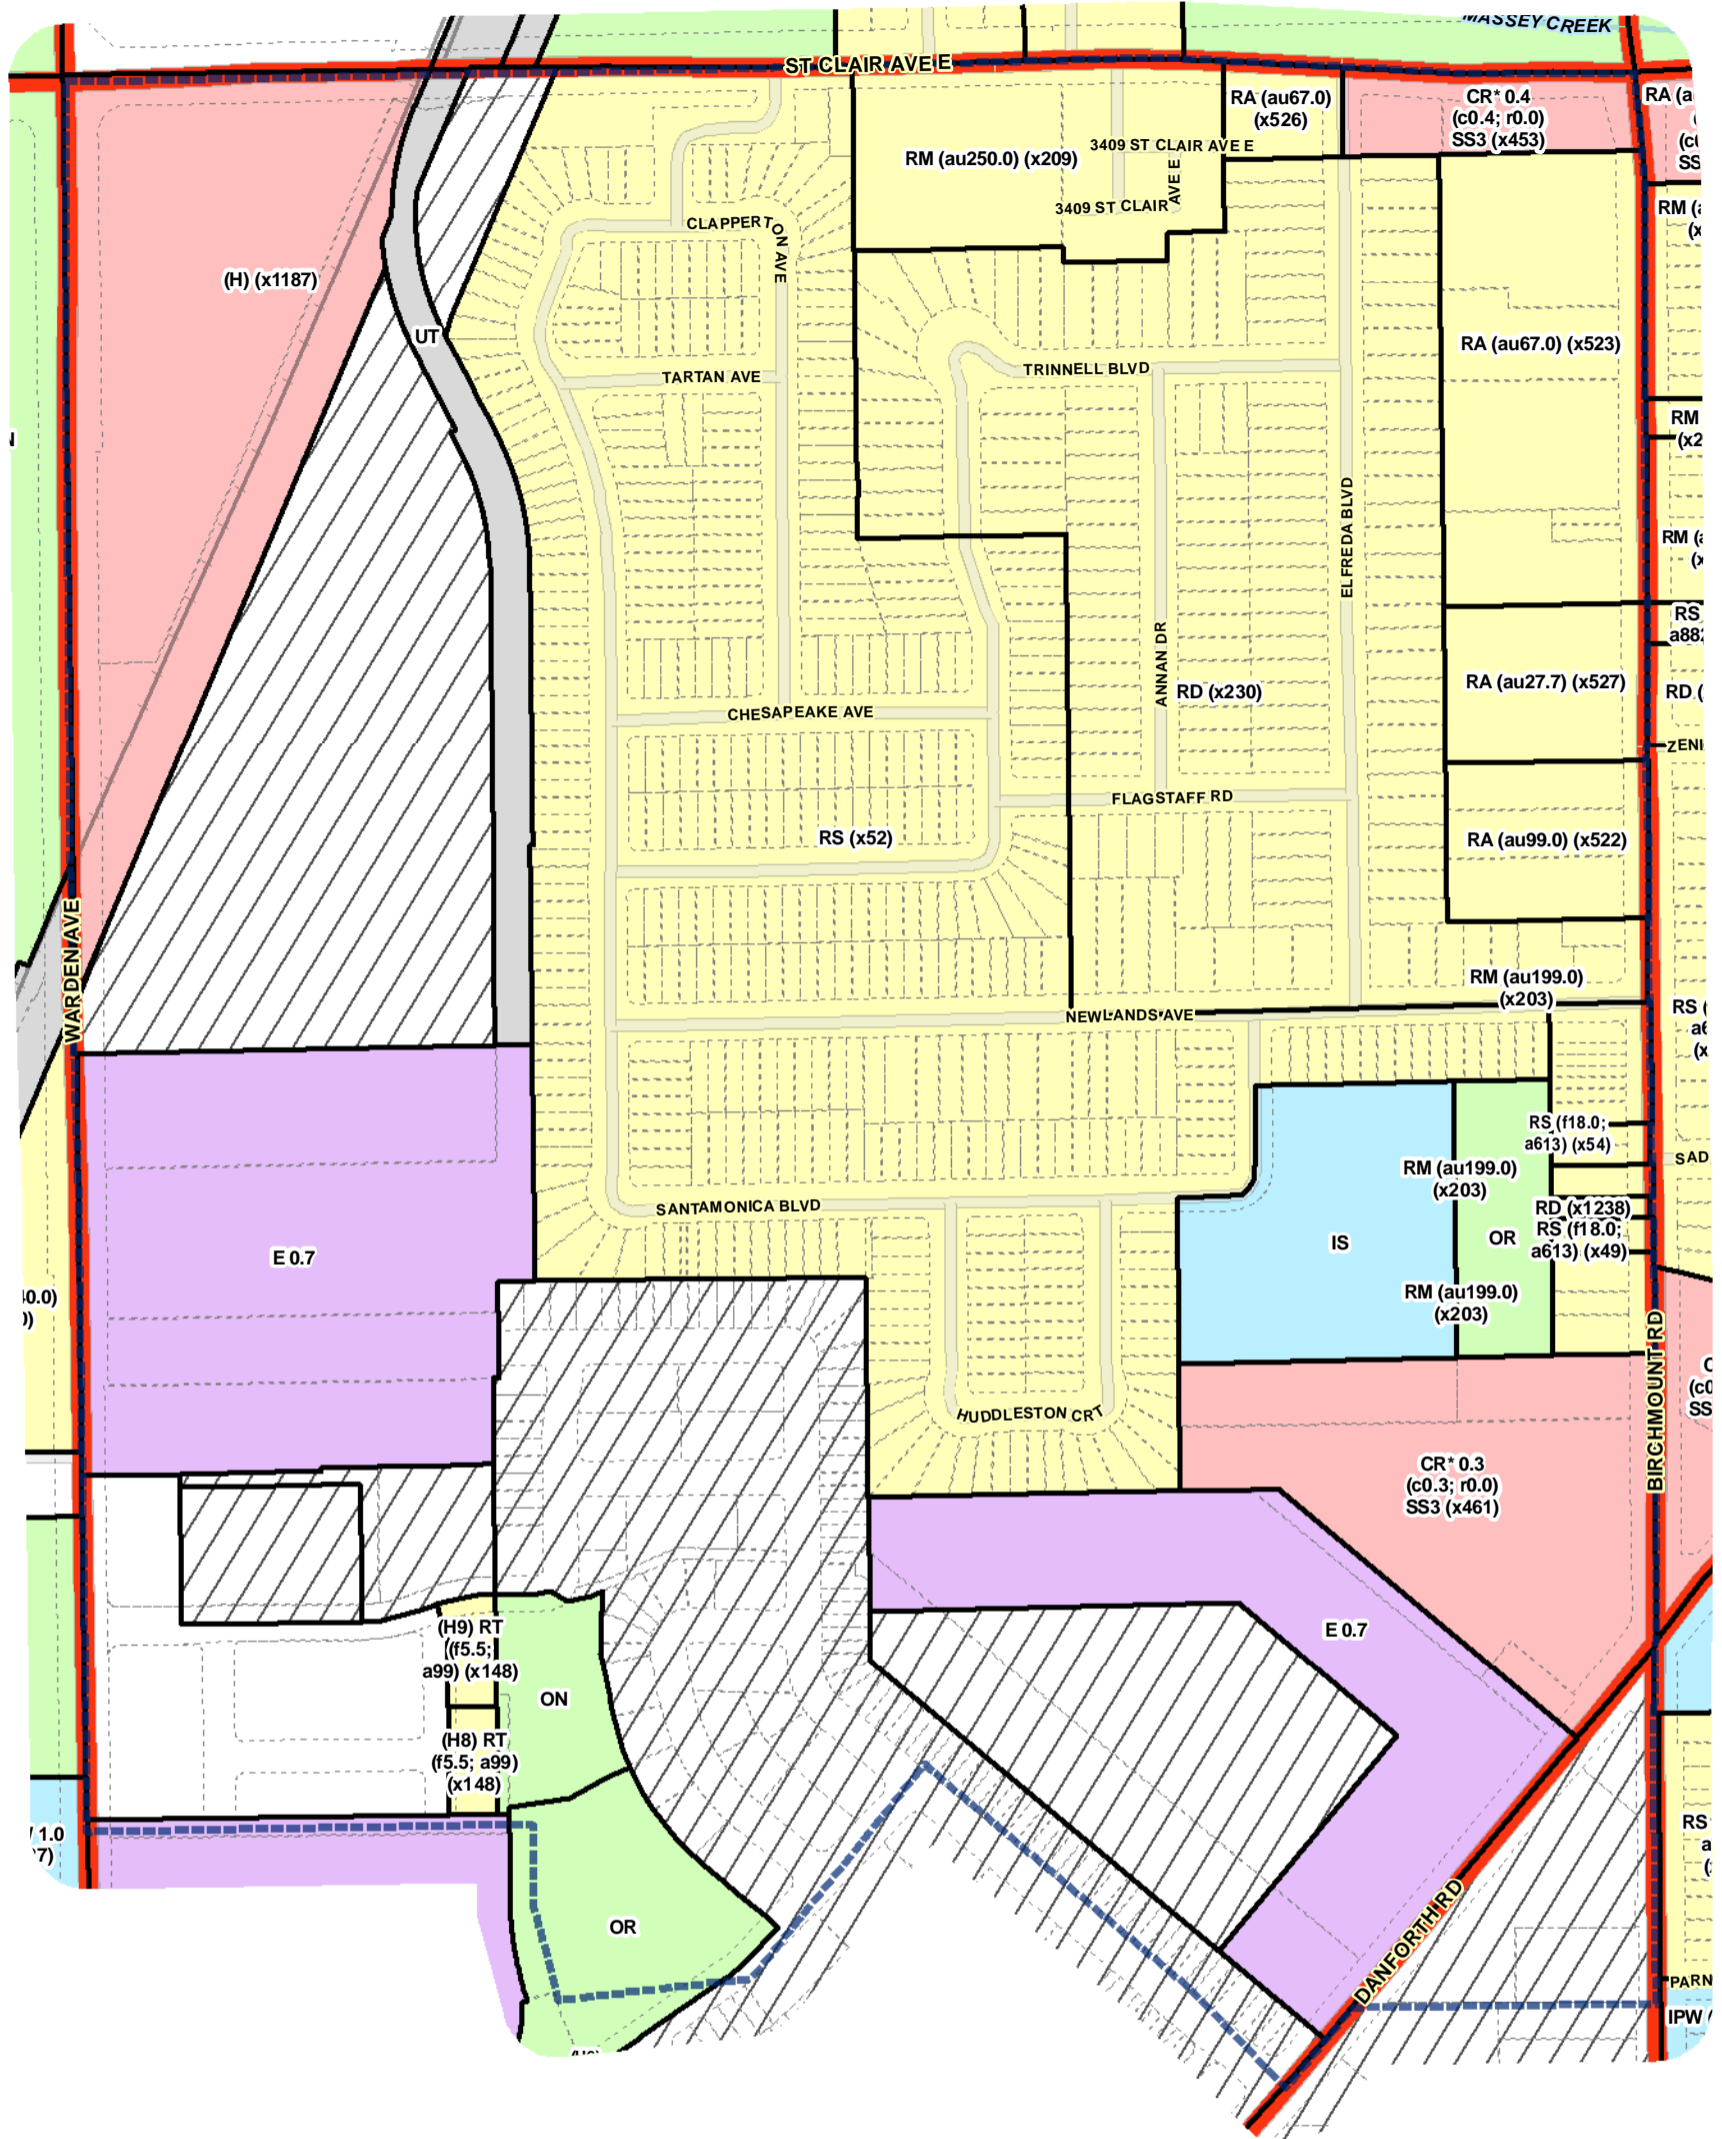 MASSEY CREEK
ST CLAIR AVE E
RA (au67.0)
(x526)
CR* 0.4
(c0.4; r0.0)
SS3 (x453)
RM (au250.0) (x209)
3409 ST CLAIR AVE E
3409 ST CLAIR
AVE E
CLAPPERTON AVE
(H) (x1187)
UT
RA (au67.0) (x523)
TARTAN AVE
TRINNELL BLVD
ELFREDA BLVD
ANNAN DR
RD (x230)
RA (au27.7) (x527)
CHESAPEAKE AVE
FLAGSTAFF RD
RS (x52)
RA (au99.0) (x522)
WARDEN AVE
RM (au199.0)
(x203)
NEWLANDS AVE
RS (f18.0;
a613) (x54)
RM (au199.0)
(x203)
SANTAMONICA BLVD
RD (x1238)
RS (f18.0;
a613) (x49)
IS
OR
E 0.7
RM (au199.0)
(x203)
BIRCHMOUNT RD
HUDDLESTON CRT
CR* 0.3
(c0.3; r0.0)
SS3 (x461)
(H9) RT
(f5.5;
a99) (x148)
E 0.7
ON
(H8) RT
(f5.5; a99)
(x148)
OR
DANFORTH RD
IPW